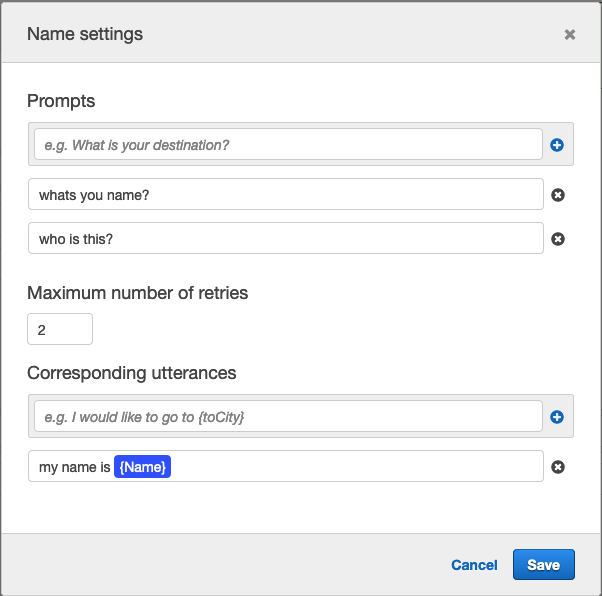 Name settings
Prompts
e.g. What is your destination?
whats you name?
who is this?
Maximum number of retries
2
Corresponding utterances
e.g. I would like to go to {toCity}
my name is {Name}
Cancel Save